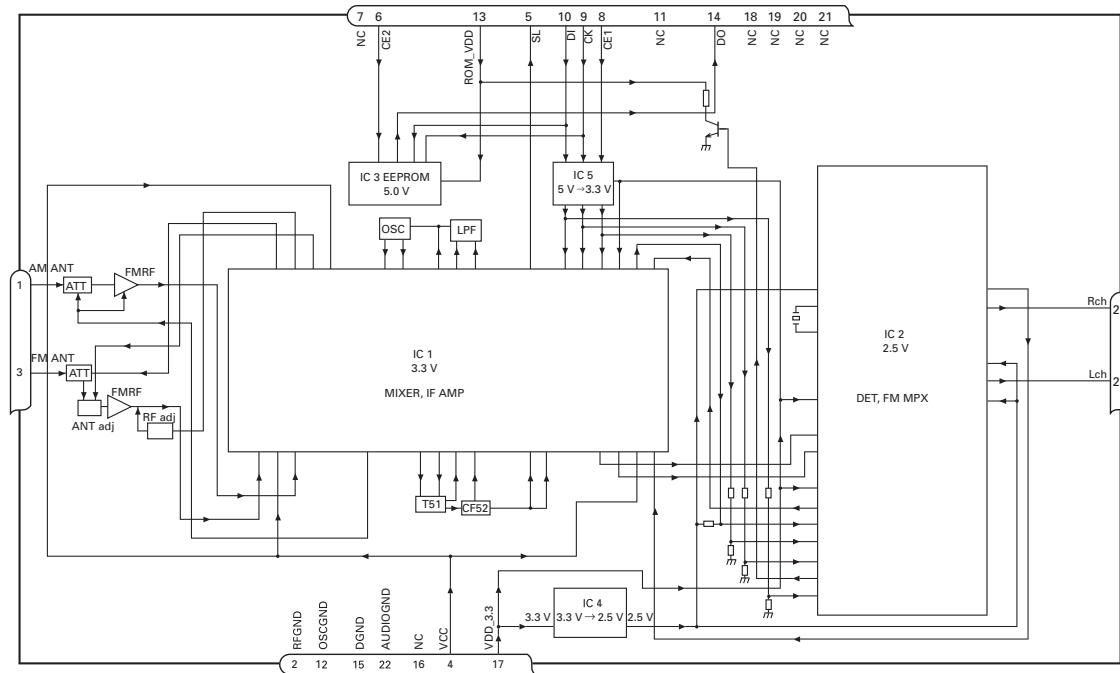 7 6 13 5 10 9 8 11 14 18 19 20 21
NC CE2 ROM_VDD SL DI CK CE1 NC DO NC NC NC NC
IC 3 EEPROM
5.0 V
IC 5
5 V → 3.3 V
OSC
LPF
1
AM ANT
ATT
FMRF
3
FM ANT
ATT
FMRF
ANT adj
RF adj
IC 1
3.3 V
MIXER, IF AMP
IC 2
2.5 V
DET, FM MPX
Rch
2
Lch
2
T51
CF52
IC 4
3.3 V 3.3 V → 2.5 V 2.5 V
RFGND OSCGND DGND AUDIOGND NC VCC VDD_3.3
2 12 15 22 16 4 17